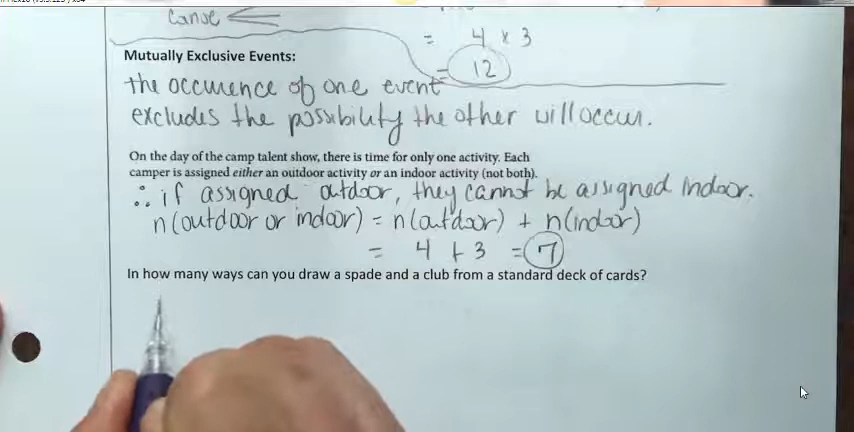 Canoe
= 4 x 3
= 12
Mutually Exclusive Events:
the occurence of one event
excludes the possibility the other will occur.
On the day of the camp talent show, there is time for only one activity. Each
camper is assigned either an outdoor activity or an indoor activity (not both).
∴ if assigned outdoor, they cannot be assigned indoor.
n(outdoor or indoor) = n(outdoor) + n(indoor)
= 4 + 3 = 7
In how many ways can you draw a spade and a club from a standard deck of cards?